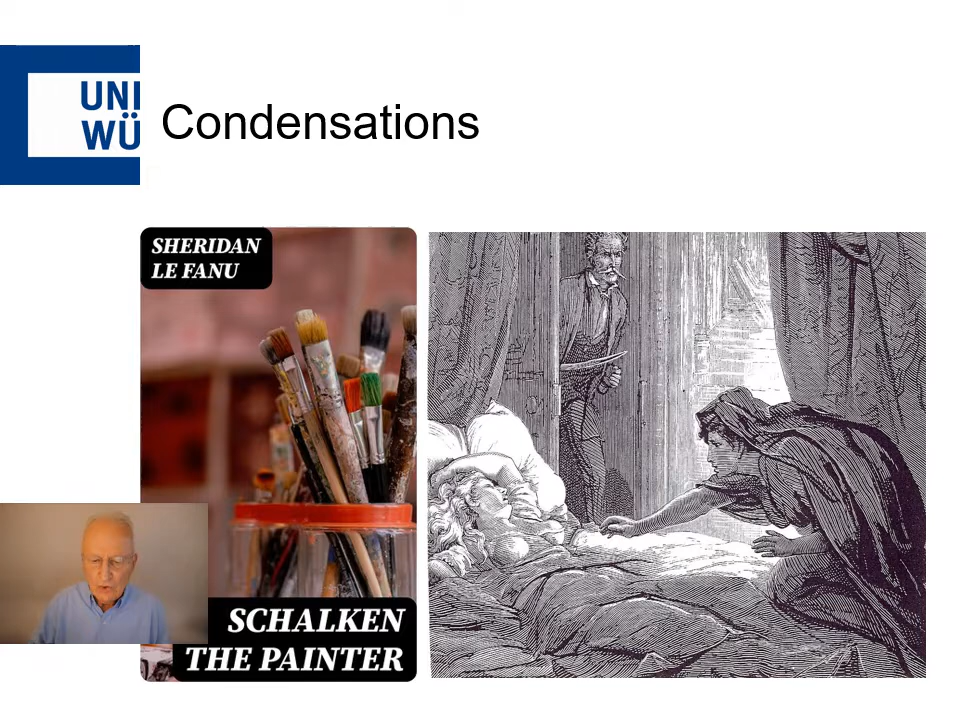 UNI
WÜ
Condensations
SHERIDAN
LE FANU
SCHALKEN
THE PAINTER